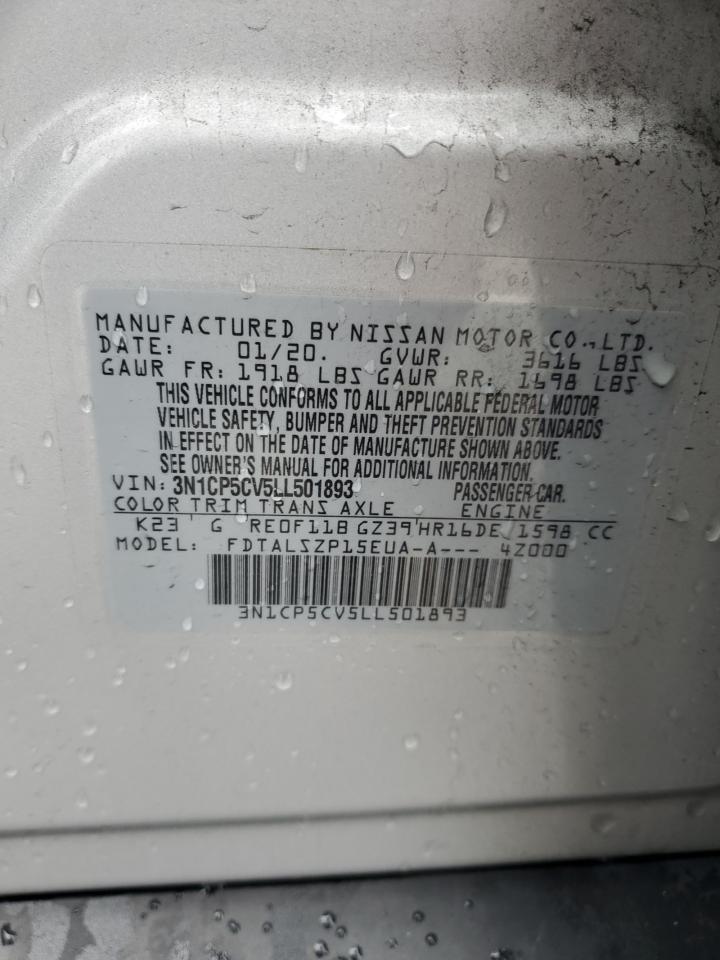 MANUFACTURED BY NISSAN MOTOR CO., LTD.
DATE: 01/20. GVWR: 3616 LBS
GAWR FR: 1918 LBS GAWR RR: 1698 LBS
THIS VEHICLE CONFORMS TO ALL APPLICABLE FEDERAL MOTOR
VEHICLE SAFETY, BUMPER AND THEFT PREVENTION STANDARDS
IN EFFECT ON THE DATE OF MANUFACTURE SHOWN ABOVE.
SEE OWNER'S MANUAL FOR ADDITIONAL INFORMATION.
VIN: 3N1CP5CV5LL501893 PASSENGER CAR.
COLOR TRIM TRANS AXLE ENGINE
K23 G RE0F11B GZ39 HR16DE 1598 CC
MODEL: FDTALSZP15EUA-A--- 4Z000
3N1CP5CV5LL501893